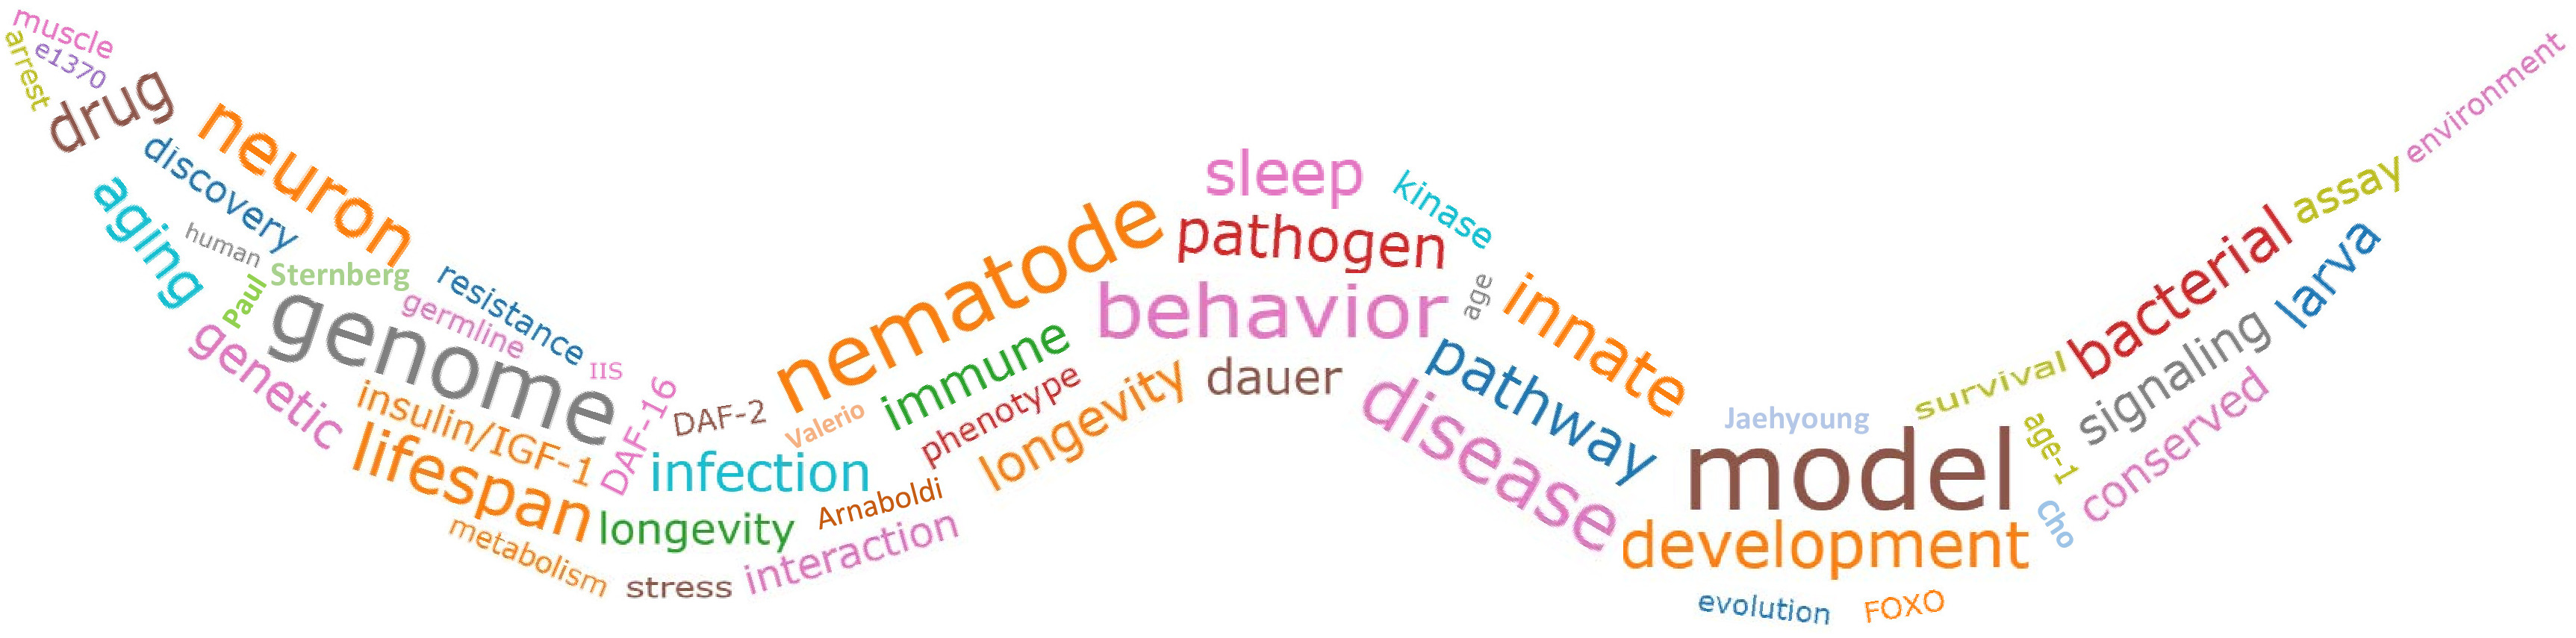 muscle
e1370
arrest
drug
neuron
discovery
aging
human
Sternberg
Paul
resistance
germline
genome
genetic
IIS
insulin/IGF-1
DAF-16
lifespan
metabolism
DAF-2
Valerio
infection
longevity
stress
Arnaboldi
interaction
nematode
immune
phenotype
longevity
sleep
kinase
pathogen
behavior
age
dauer
innate
pathway
disease
Jaehyoung
model
development
evolution
FOXO
survival
age-1
Cho
bacterial
signaling
conserved
assay
larva
environment